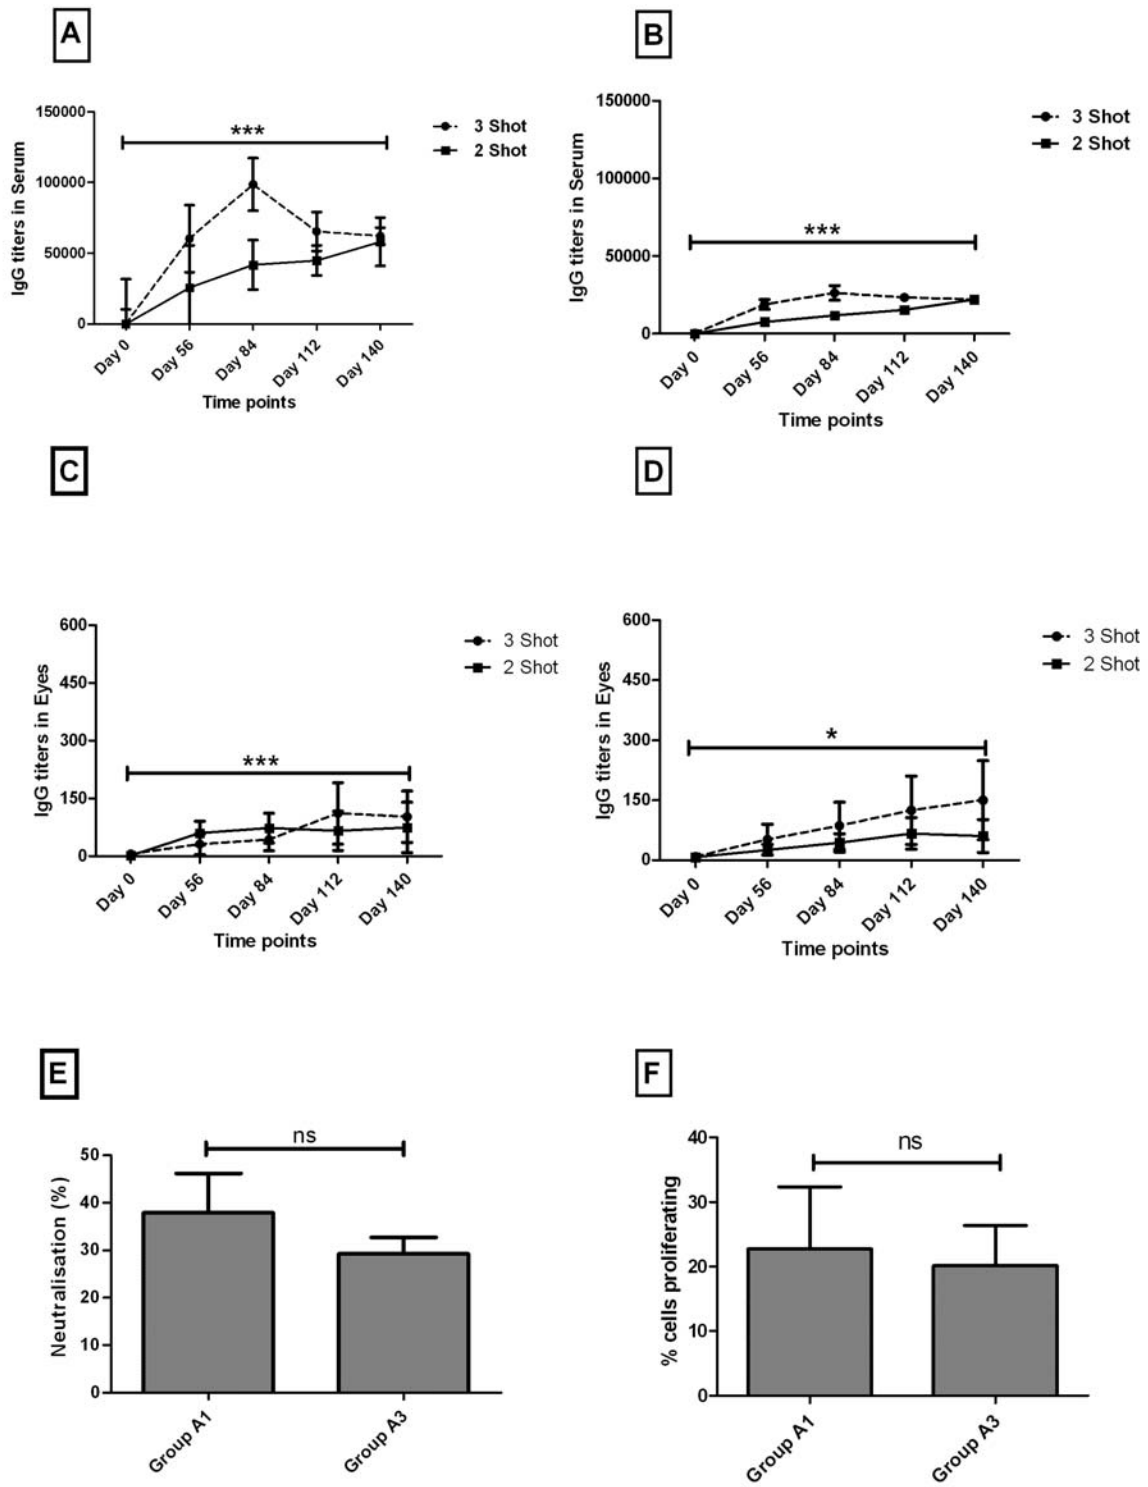 A
150000
100000
50000
0
IgG titers in Serum
***
3 Shot
2 Shot
Day 0
Day 56
Day 84
Day 112
Day 140
Time points
B
150000
100000
50000
0
IgG titers in Serum
***
3 Shot
2 Shot
Day 0
Day 56
Day 84
Day 112
Day 140
Time points
C
600
450
300
150
0
IgG titers in Eyes
***
3 Shot
2 Shot
Day 0
Day 56
Day 84
Day 112
Day 140
Time points
D
600
450
300
150
0
IgG titers in Eyes
*
3 Shot
2 Shot
Day 0
Day 56
Day 84
Day 112
Day 140
Time points
E
50
40
30
20
10
0
Neutralisation (%)
ns
Group A1
Group A3
F
40
30
20
10
0
% cells proliferating
ns
Group A1
Group A3